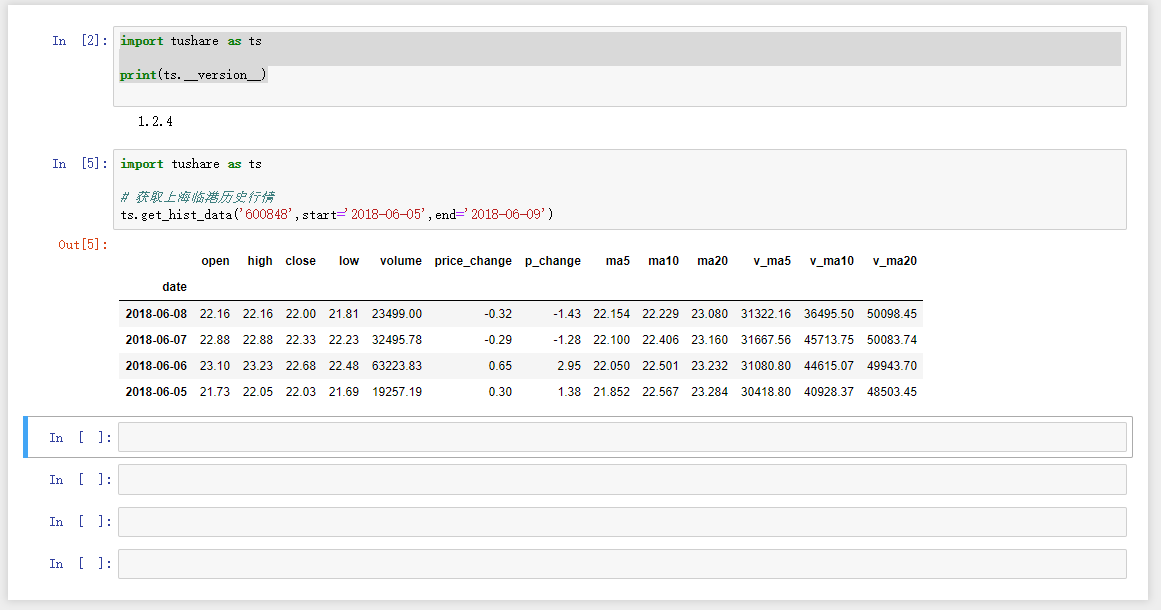 In [2]: import tushare as ts
print(ts.__version__)
1.2.4
In [5]: import tushare as ts
# 获取上海临港历史行情
ts.get_hist_data('600848',start='2018-06-05',end='2018-06-09')
Out[5]:
open high close low volume price_change p_change ma5 ma10 ma20 v_ma5 v_ma10 v_ma20
date
2018-06-08 22.16 22.16 22.00 21.81 23499.00 -0.32 -1.43 22.154 22.229 23.080 31322.16 36495.50 50098.45
2018-06-07 22.88 22.88 22.33 22.23 32495.78 -0.29 -1.28 22.100 22.406 23.160 31667.56 45713.75 50083.74
2018-06-06 23.10 23.23 22.68 22.48 63223.83 0.65 2.95 22.050 22.501 23.232 31080.80 44615.07 49943.70
2018-06-05 21.73 22.05 22.03 21.69 19257.19 0.30 1.38 21.852 22.567 23.284 30418.80 40928.37 48503.45
In [ ]:
In [ ]:
In [ ]:
In [ ]: